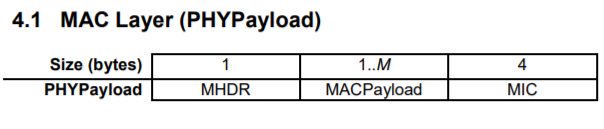 4.1 MAC Layer (PHYPayload)
Size (bytes) 1 1..M 4
PHYPayload MHDR MACPayload MIC